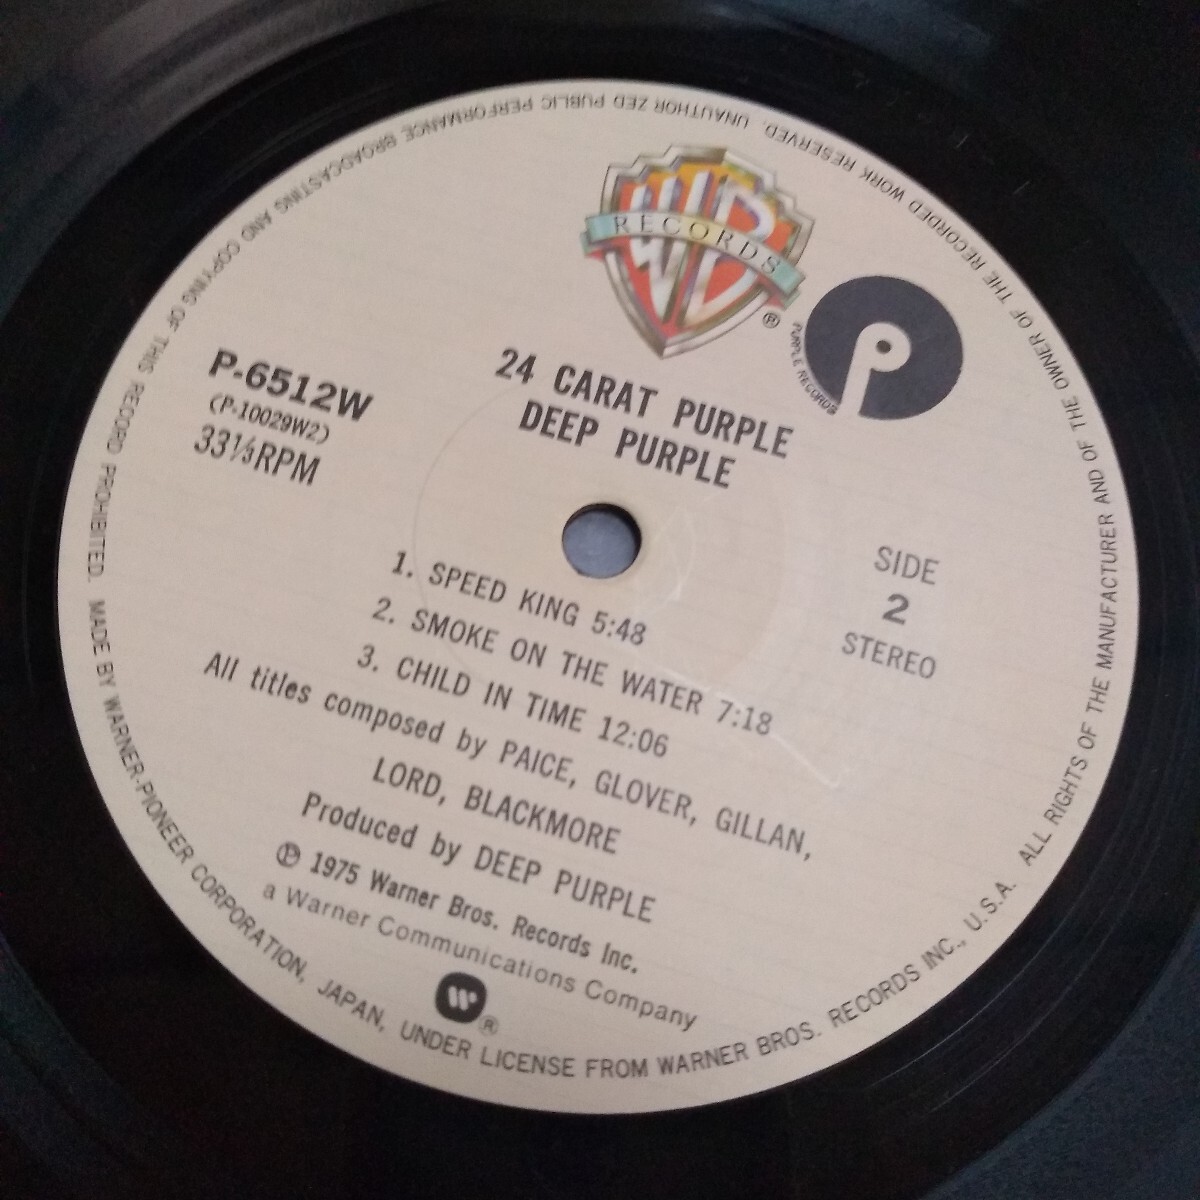 RECORDS
®
PURPLE RECORDS
24 CARAT PURPLE
DEEP PURPLE
P-6512W
(P-10029W2)
33⅓RPM
SIDE
2
STEREO
1. SPEED KING 5:48
2. SMOKE ON THE WATER 7:18
3. CHILD IN TIME 12:06
All titles composed by PAICE, GLOVER, GILLAN,
LORD, BLACKMORE
Produced by DEEP PURPLE
℗ 1975 Warner Bros. Records Inc.
a Warner Communications Company
®
MADE BY WARNER-PIONEER CORPORATION, JAPAN, UNDER LICENSE FROM WARNER BROS. RECORDS INC., U.S.A. ALL RIGHTS OF THE MANUFACTURER AND OF THE OWNER OF THE RECORDED WORK RESERVED. UNAUTHOR ZED PUBLIC PERFORMANCE BROADCASTING AND COPYING OF THIS RECORD PROHIBITED.